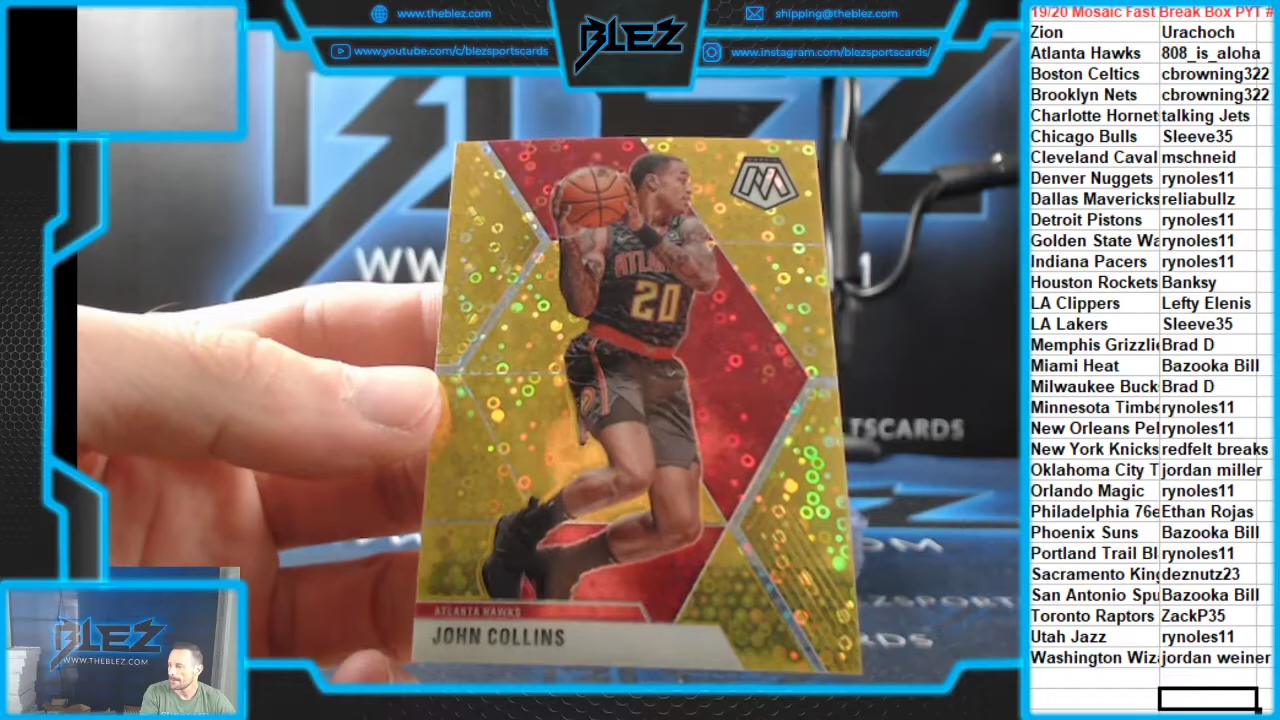 www.theblez.com
www.youtube.com/c/blezsportscards
BLEZ
shipping@theblez.com
www.instagram.com/blezsportscards/
WW
TSCARDS
M
ATL
20
ATLANTA HAWKS
JOHN COLLINS
BLEZ
WWW.THEBLEZ.COM
19/20 Mosaic Fast Break Box PYT #
Zion Urachoch
Atlanta Hawks 808_is_aloha
Boston Celtics cbrowning322
Brooklyn Nets cbrowning322
Charlotte Hornet talking Jets
Chicago Bulls Sleeve35
Cleveland Caval mschneid
Denver Nuggets rynoles11
Dallas Mavericks reliabullz
Detroit Pistons rynoles11
Golden State Wa rynoles11
Indiana Pacers rynoles11
Houston Rockets Banksy
LA Clippers Lefty Elenis
LA Lakers Sleeve35
Memphis Grizzlie Brad D
Miami Heat Bazooka Bill
Milwaukee Buck Brad D
Minnesota Timbe rynoles11
New Orleans Pel rynoles11
New York Knicks redfelt breaks
Oklahoma City T jordan miller
Orlando Magic rynoles11
Philadelphia 76e Ethan Rojas
Phoenix Suns Bazooka Bill
Portland Trail Bl rynoles11
Sacramento King deznutz23
San Antonio Spu Bazooka Bill
Toronto Raptors ZackP35
Utah Jazz rynoles11
Washington Wiza jordan weiner